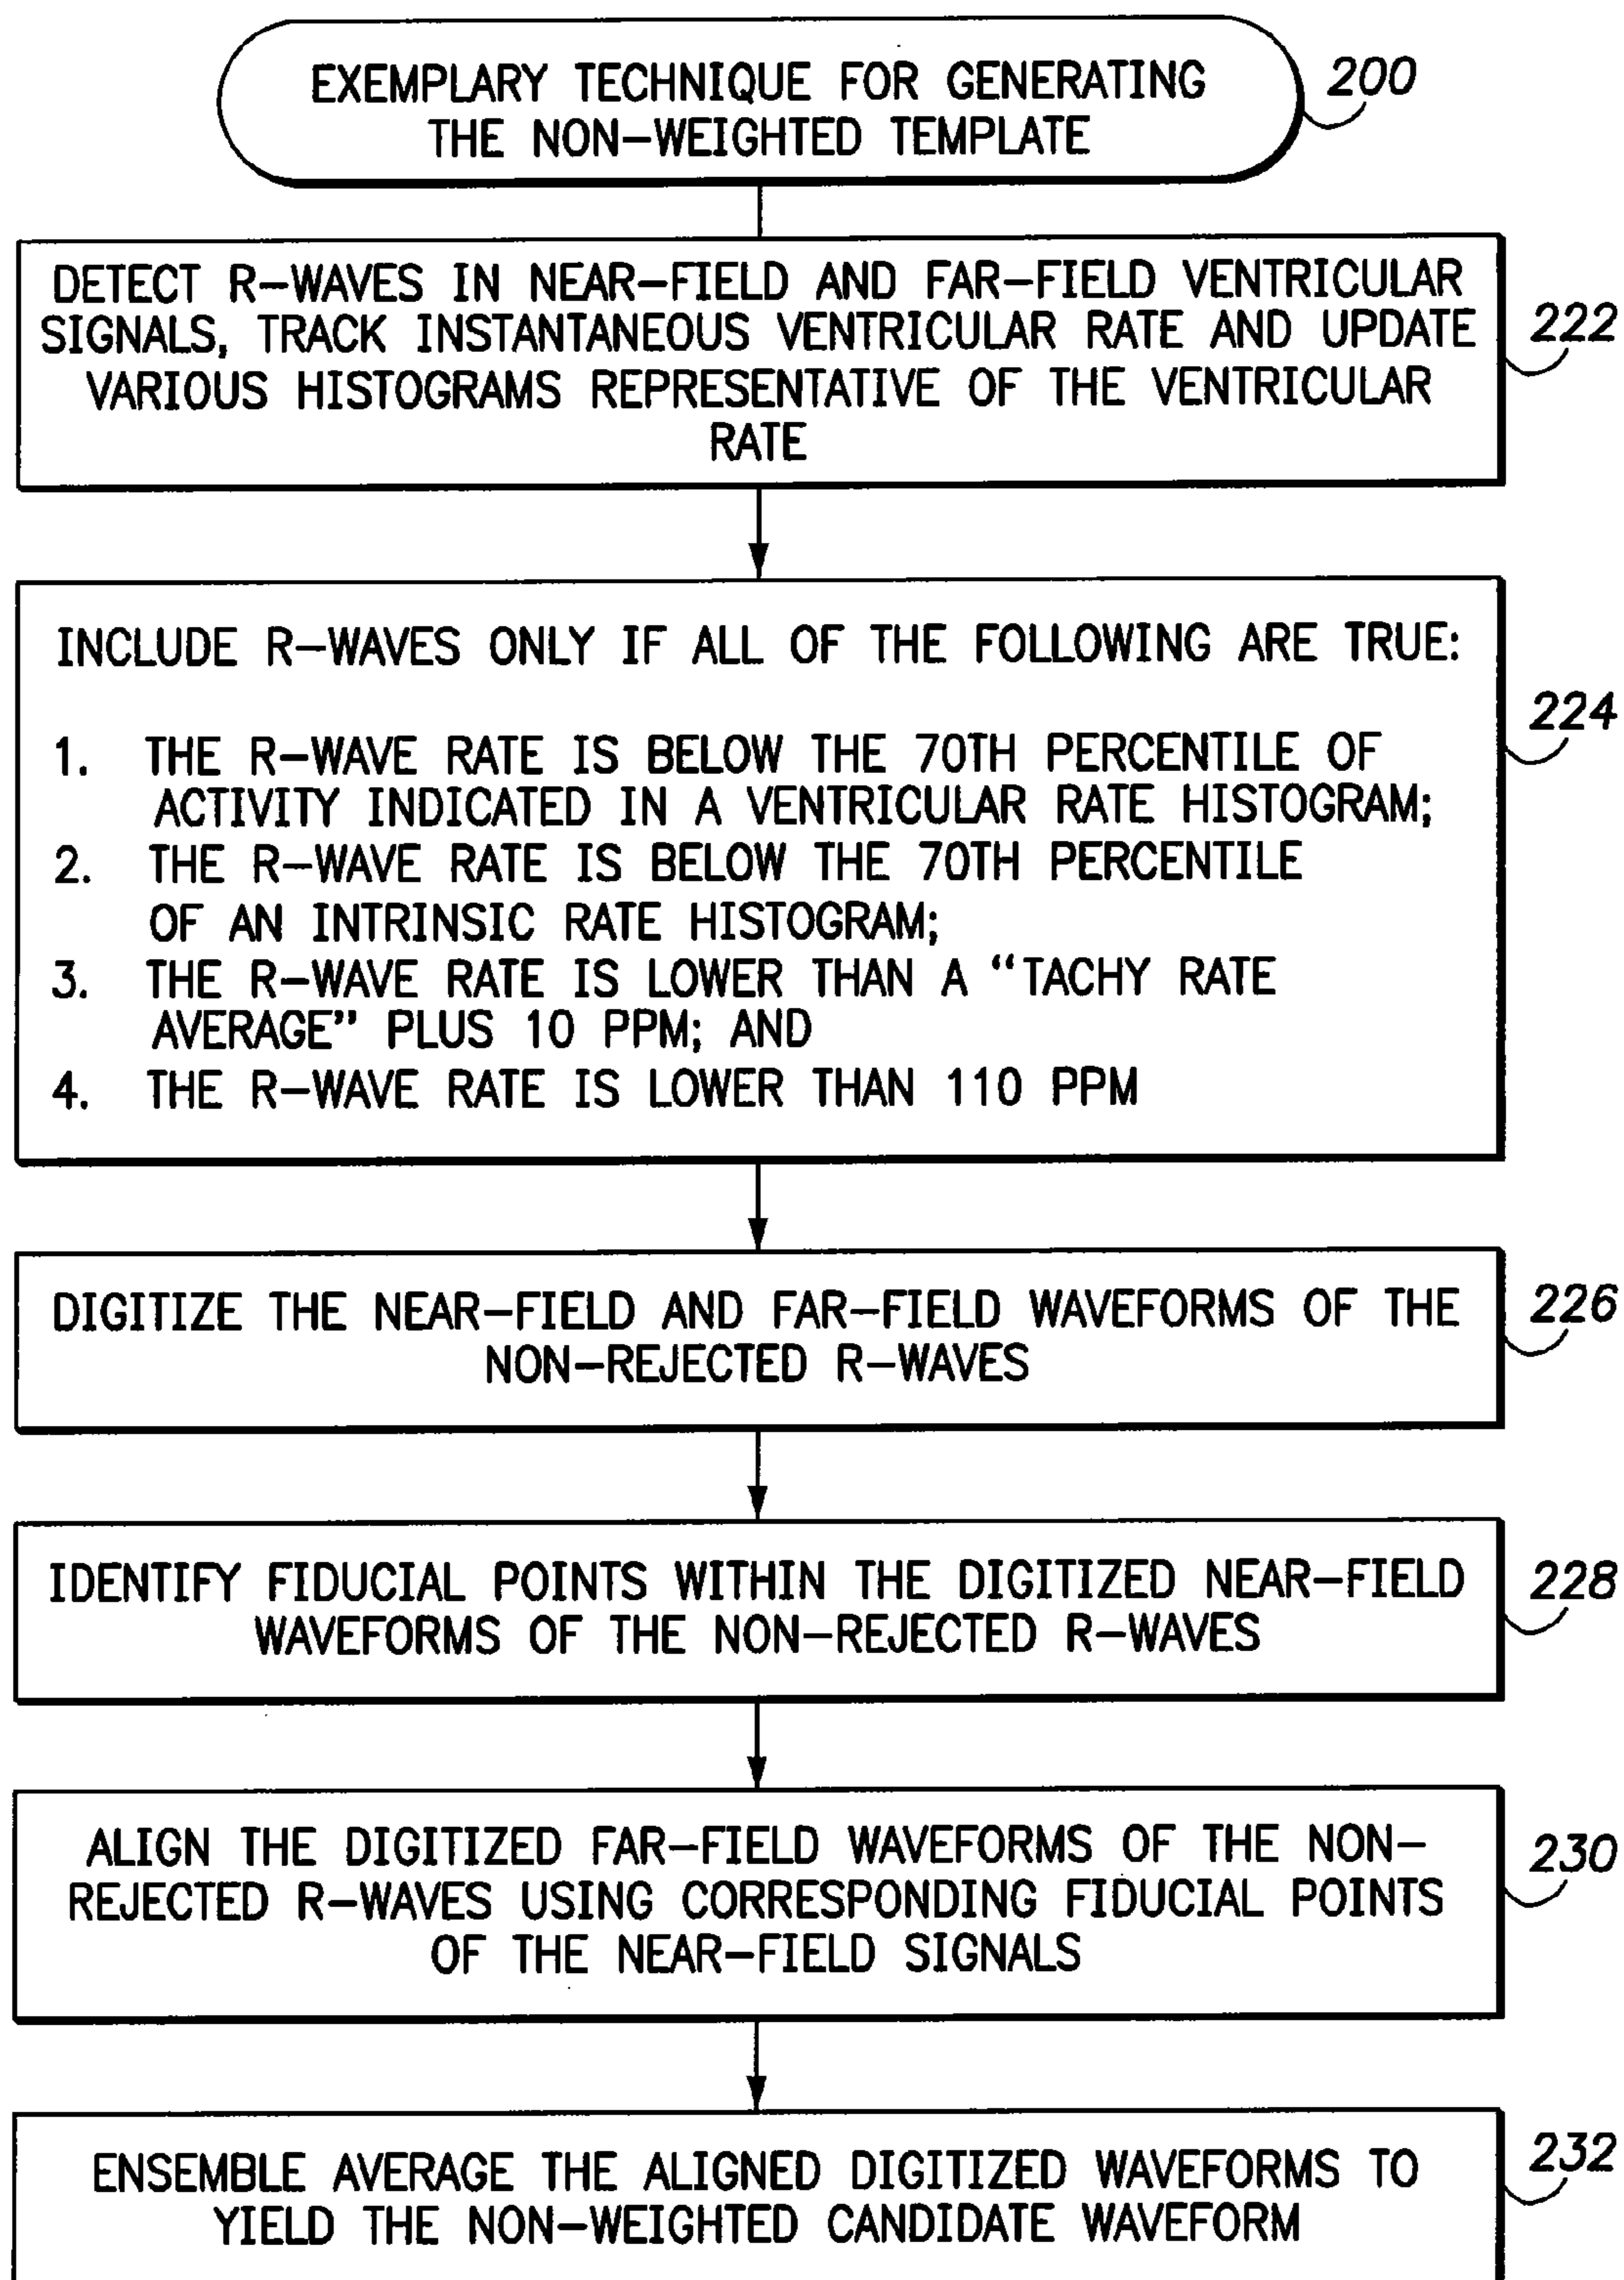 EXEMPLARY TECHNIQUE FOR GENERATING
THE NON-WEIGHTED TEMPLATE
200
DETECT R-WAVES IN NEAR-FIELD AND FAR-FIELD VENTRICULAR
SIGNALS, TRACK INSTANTANEOUS VENTRICULAR RATE AND UPDATE
VARIOUS HISTOGRAMS REPRESENTATIVE OF THE VENTRICULAR
RATE
222
INCLUDE R-WAVES ONLY IF ALL OF THE FOLLOWING ARE TRUE:
1. THE R-WAVE RATE IS BELOW THE 70TH PERCENTILE OF
ACTIVITY INDICATED IN A VENTRICULAR RATE HISTOGRAM;
2. THE R-WAVE RATE IS BELOW THE 70TH PERCENTILE
OF AN INTRINSIC RATE HISTOGRAM;
3. THE R-WAVE RATE IS LOWER THAN A “TACHY RATE
AVERAGE” PLUS 10 PPM; AND
4. THE R-WAVE RATE IS LOWER THAN 110 PPM
224
DIGITIZE THE NEAR-FIELD AND FAR-FIELD WAVEFORMS OF THE
NON-REJECTED R-WAVES
226
IDENTIFY FIDUCIAL POINTS WITHIN THE DIGITIZED NEAR-FIELD
WAVEFORMS OF THE NON-REJECTED R-WAVES
228
ALIGN THE DIGITIZED FAR-FIELD WAVEFORMS OF THE NON-
REJECTED R-WAVES USING CORRESPONDING FIDUCIAL POINTS
OF THE NEAR-FIELD SIGNALS
230
ENSEMBLE AVERAGE THE ALIGNED DIGITIZED WAVEFORMS TO
YIELD THE NON-WEIGHTED CANDIDATE WAVEFORM
232